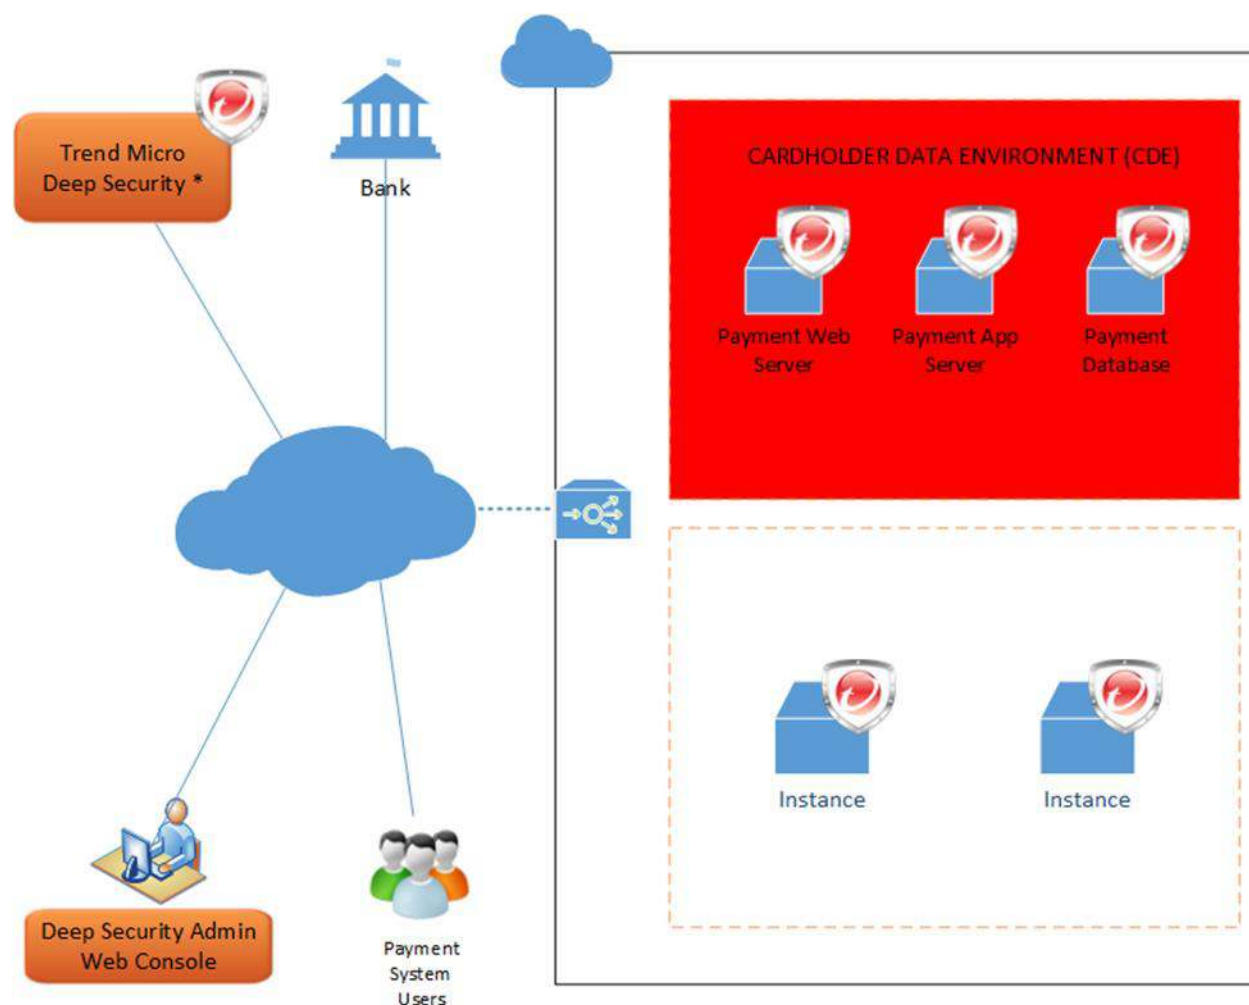 Trend Micro
Deep Security *
Bank
CARDHOLDER DATA ENVIRONMENT (CDE)
Payment Web
Server
Payment App
Server
Payment
Database
Instance
Instance
Deep Security Admin
Web Console
Payment
System
Users